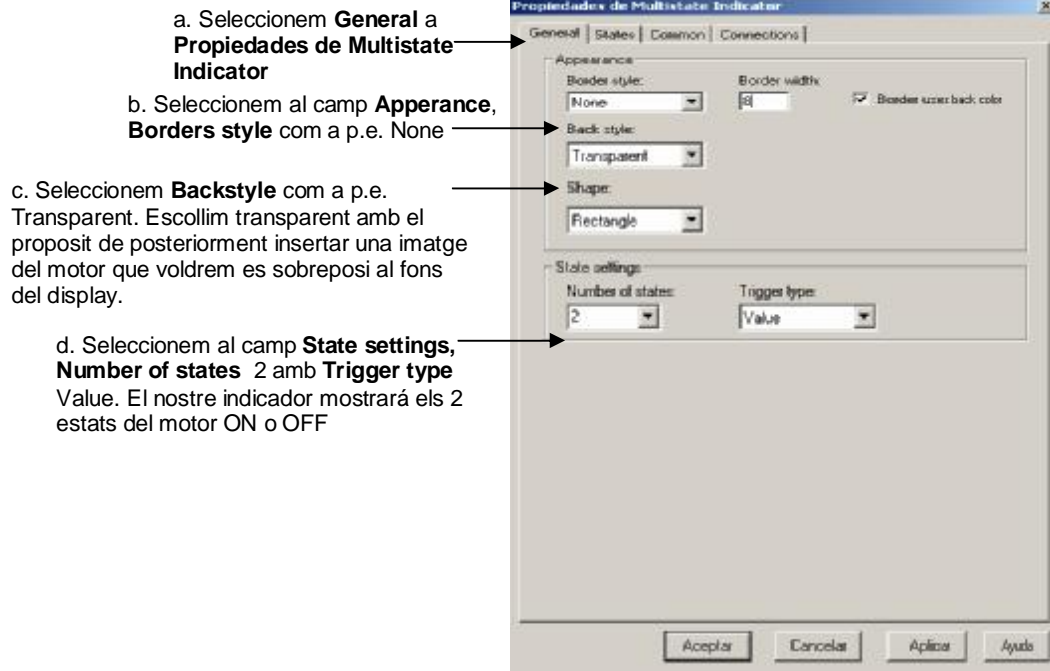 a. Seleccionem General a
Propiedades de Multistate
Indicator
b. Seleccionem al camp Apperance,
Borders style com a p.e. None
c. Seleccionem Backstyle com a p.e.
Transparent. Escollim transparent amb el
proposit de posteriorment insertar una imatge
del motor que voldrem es sobreposi al fons
del display.
d. Seleccionem al camp State settings,
Number of states 2 amb Trigger type
Value. El nostre indicador mostrará els 2
estats del motor ON o OFF
Propiedades de Multistate Indicator
General States Common Connections
Appearance
Border style: Border width:
None 8 Border uses back color
Back style:
Transparent
Shape:
Rectangle
State settings
Number of states: Trigger type:
2 Value
Aceptar Cancelar Aplicar Ayuda